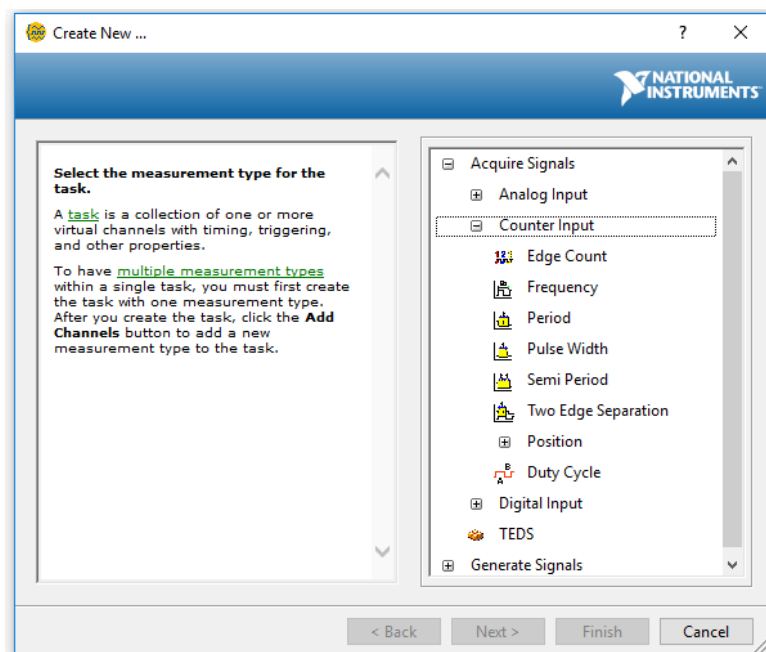 Create New ...
?
NATIONAL
INSTRUMENTS
Select the measurement type for the
task.
A task is a collection of one or more
virtual channels with timing, triggering,
and other properties.
To have multiple measurement types
within a single task, you must first create
the task with one measurement type.
After you create the task, click the Add
Channels button to add a new
measurement type to the task.
Acquire Signals
Analog Input
Counter Input
Edge Count
Frequency
Period
Pulse Width
Semi Period
Two Edge Separation
Position
Duty Cycle
Digital Input
TEDS
Generate Signals
< Back
Next >
Finish
Cancel